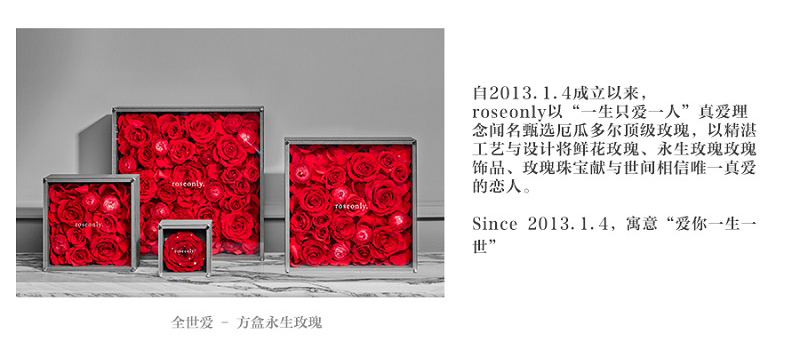 roseonly.
roseonly.
roseonly.
roseonly.
全世爱 - 方盒永生玫瑰
自2013.1.4成立以来，
roseonly以“一生只爱一人”真爱理
念闻名甄选厄瓜多尔顶级玫瑰，以精湛
工艺与设计将鲜花玫瑰、永生玫瑰玫瑰
饰品、玫瑰珠宝献与世间相信唯一真爱
的恋人。
Since 2013.1.4, 寓意“爱你一生一
世”